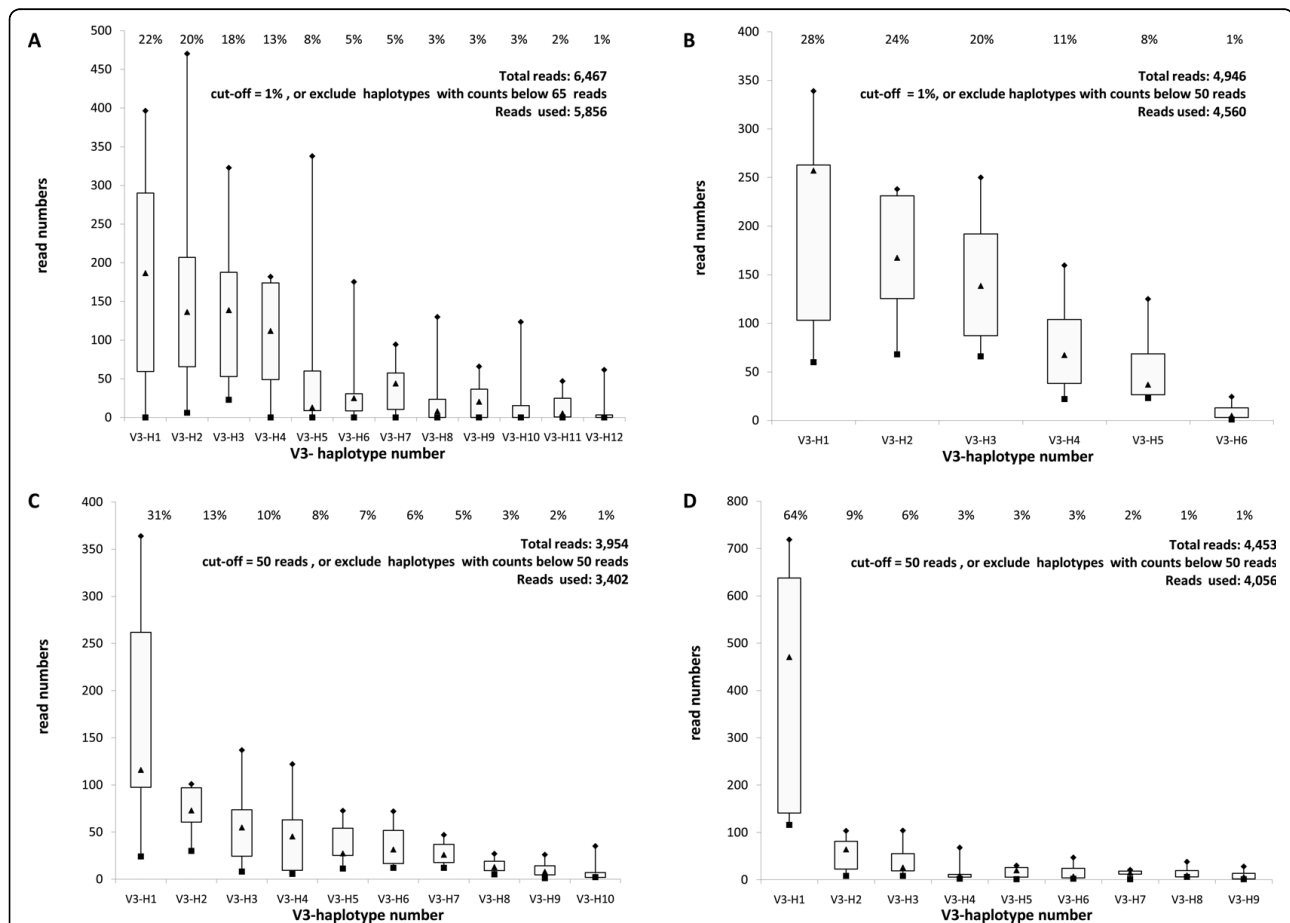 A
22% 20% 18% 13% 8% 5% 5% 3% 3% 3% 2% 1%
Total reads: 6,467
cut-off = 1% , or exclude haplotypes with counts below 65 reads
Reads used: 5,856
500
450
400
350
300
250
200
150
100
50
0
read numbers
V3-H1 V3-H2 V3-H3 V3-H4 V3-H5 V3-H6 V3-H7 V3-H8 V3-H9 V3-H10 V3-H11 V3-H12
V3- haplotype number
B
28% 24% 20% 11% 8% 1%
Total reads: 4,946
cut-off = 1%, or exclude haplotypes with counts below 50 reads
Reads used: 4,560
400
350
300
250
200
150
100
50
0
read numbers
V3-H1 V3-H2 V3-H3 V3-H4 V3-H5 V3-H6
V3-haplotype number
C
31% 13% 10% 8% 7% 6% 5% 3% 2% 1%
Total reads: 3,954
cut-off = 50 reads , or exclude haplotypes with counts below 50 reads
Reads used: 3,402
400
350
300
250
200
150
100
50
0
read numbers
V3-H1 V3-H2 V3-H3 V3-H4 V3-H5 V3-H6 V3-H7 V3-H8 V3-H9 V3-H10
V3-haplotype number
D
64% 9% 6% 3% 3% 3% 2% 1% 1%
Total reads: 4,453
cut-off = 50 reads , or exclude haplotypes with counts below 50 reads
Reads used: 4,056
800
700
600
500
400
300
200
100
0
read numbers
V3-H1 V3-H2 V3-H3 V3-H4 V3-H5 V3-H6 V3-H7 V3-H8 V3-H9
V3-haplotype number